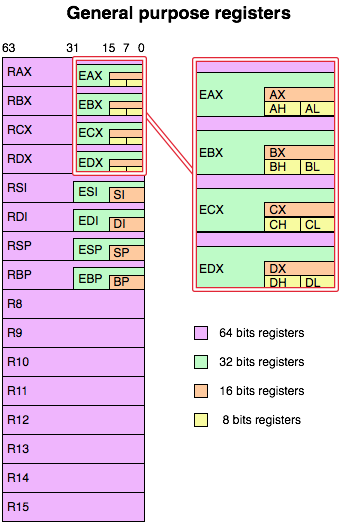 General purpose registers
63 31 15 7 0
RAX EAX
RBX EBX
RCX ECX
RDX EDX
RSI ESI SI
RDI EDI DI
RSP ESP SP
RBP EBP BP
R8
R9
R10
R11
R12
R13
R14
R15
EAX AX
AH AL
EBX BX
BH BL
ECX CX
CH CL
EDX DX
DH DL
64 bits registers
32 bits registers
16 bits registers
8 bits registers